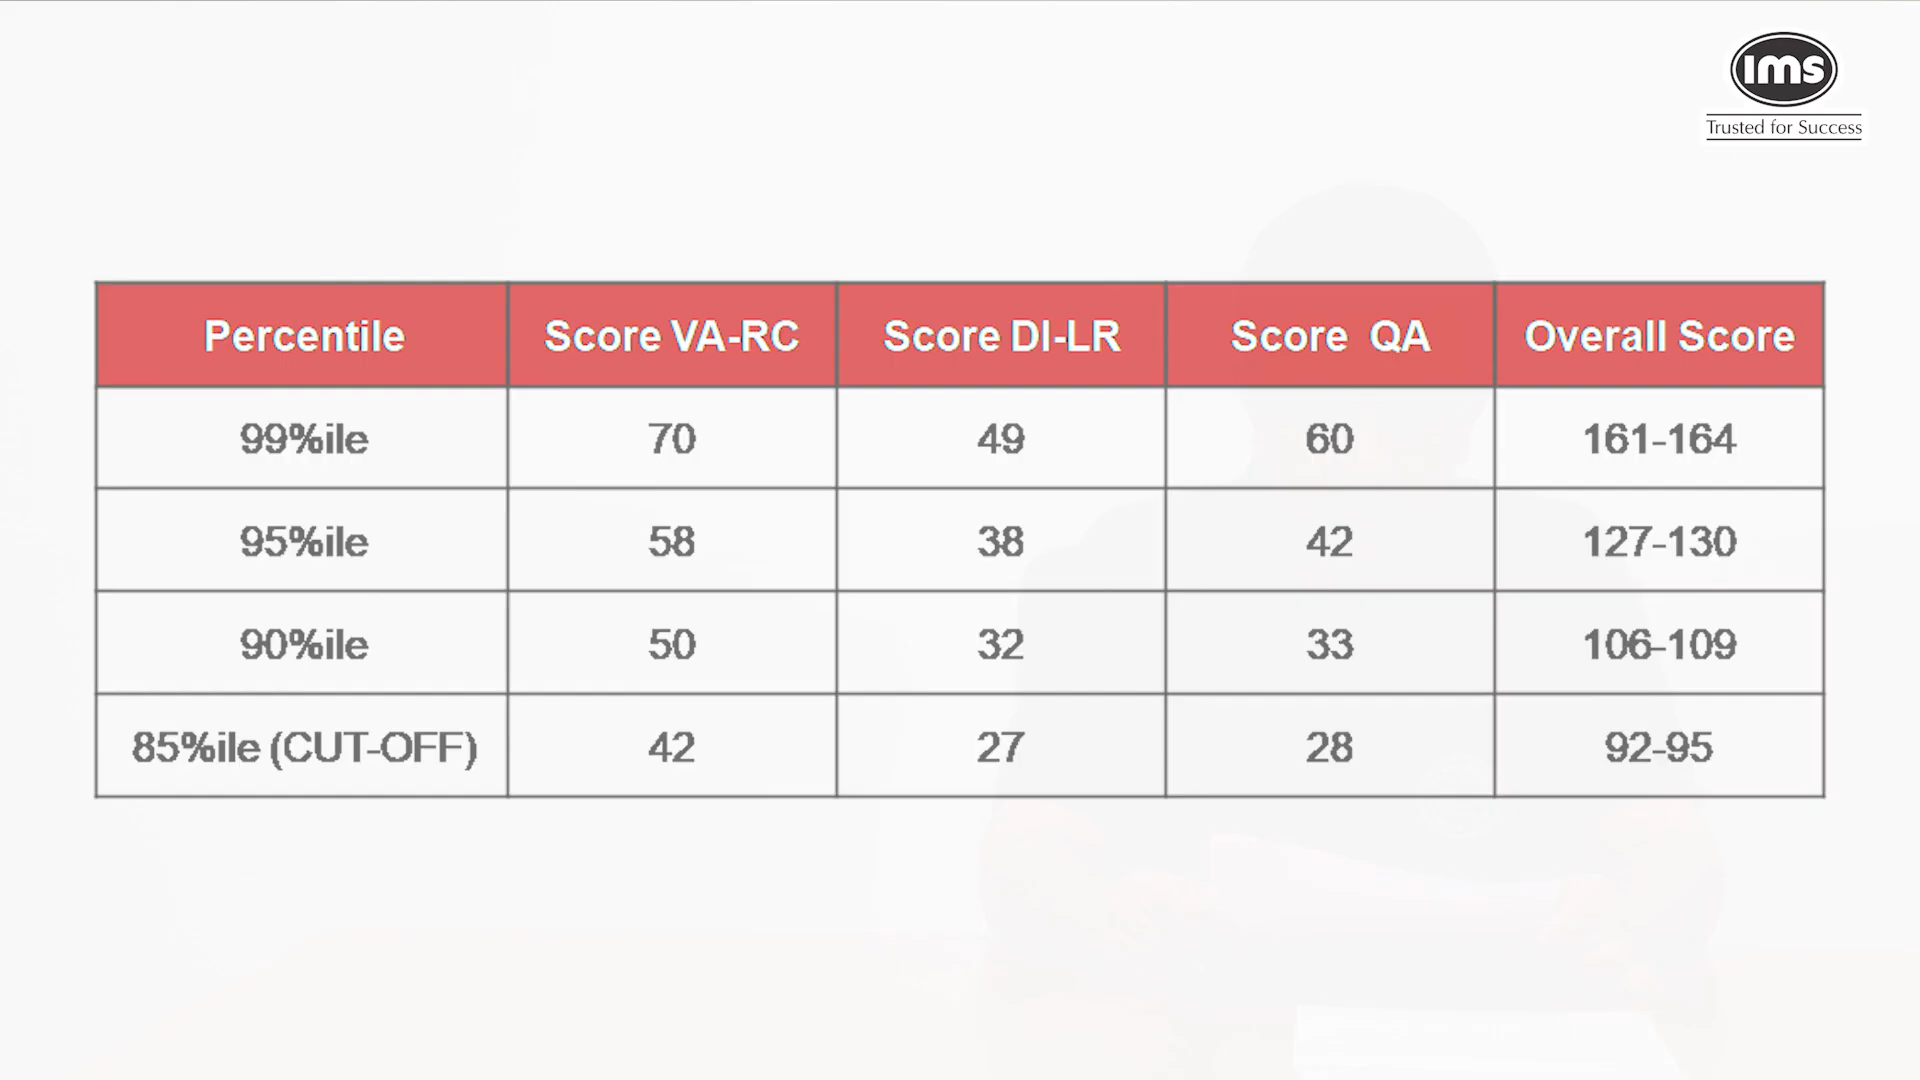 ims
Trusted for Success
Percentile Score VA-RC Score DI-LR Score QA Overall Score
99%ile 70 49 60 161-164
95%ile 58 38 42 127-130
90%ile 50 32 33 106-109
85%ile (CUT-OFF) 42 27 28 92-95